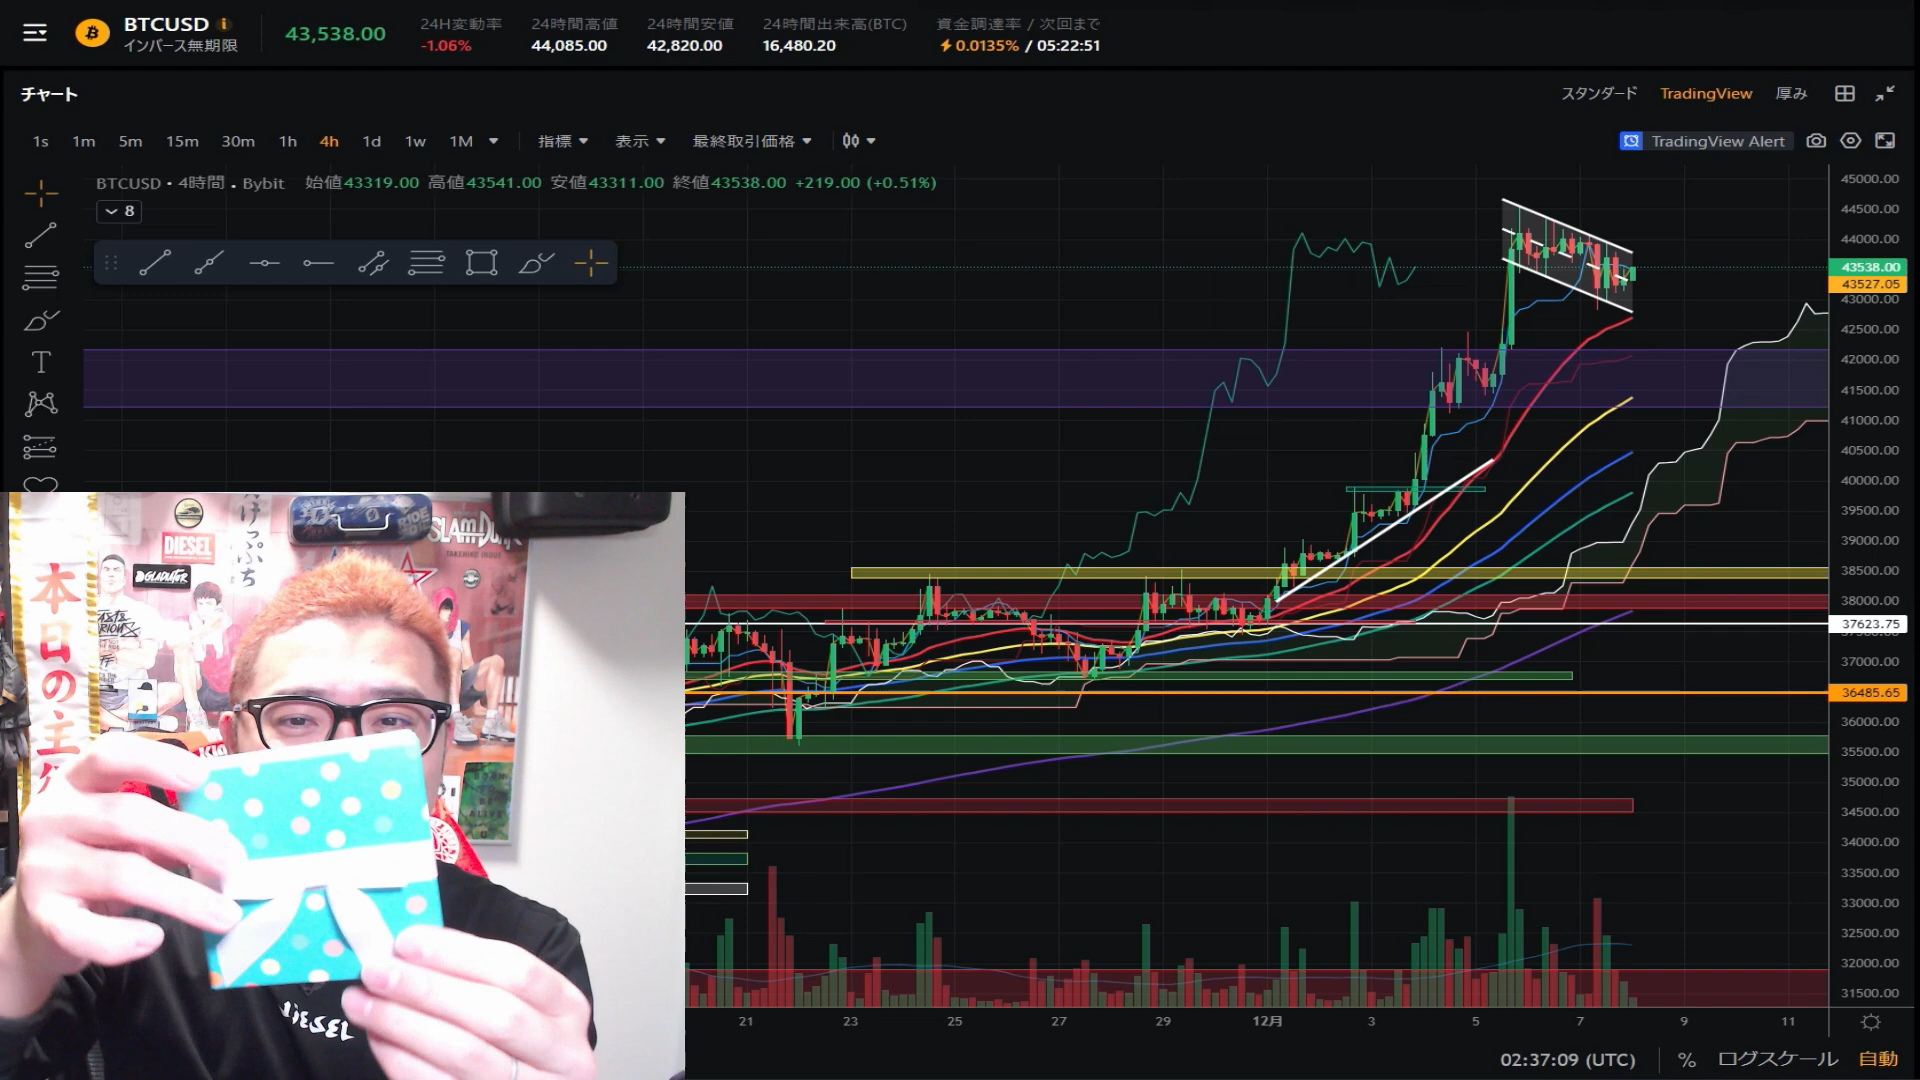 BTCUSD
インバース無期限
43,538.00
24H変動率
-1.06%
24時間高値
44,085.00
24時間安値
42,820.00
24時間出来高(BTC)
16,480.20
資金調達率 / 次回まで
0.0135% / 05:22:51
チャート
スタンダード TradingView 厚み
1s 1m 5m 15m 30m 1h 4h 1d 1w 1M 指標 表示 最終取引価格
TradingView Alert
BTCUSD • 4時間 • Bybit 始値43319.00 高値43541.00 安値43311.00 終値43538.00 +219.00 (+0.51%)
8
45000.00
44500.00
44000.00
43538.00
43527.05
43000.00
42500.00
42000.00
41500.00
41000.00
40500.00
40000.00
39500.00
39000.00
38500.00
38000.00
37623.75
37000.00
36485.65
36000.00
35500.00
35000.00
34500.00
34000.00
33500.00
33000.00
32500.00
32000.00
31500.00
DIESEL
GLADIATOR
SLAM DUNK
本日の主
DIESEL
21 23 25 27 29 12月 3 5 7 9 11
02:37:09 (UTC) % ログスケール 自動